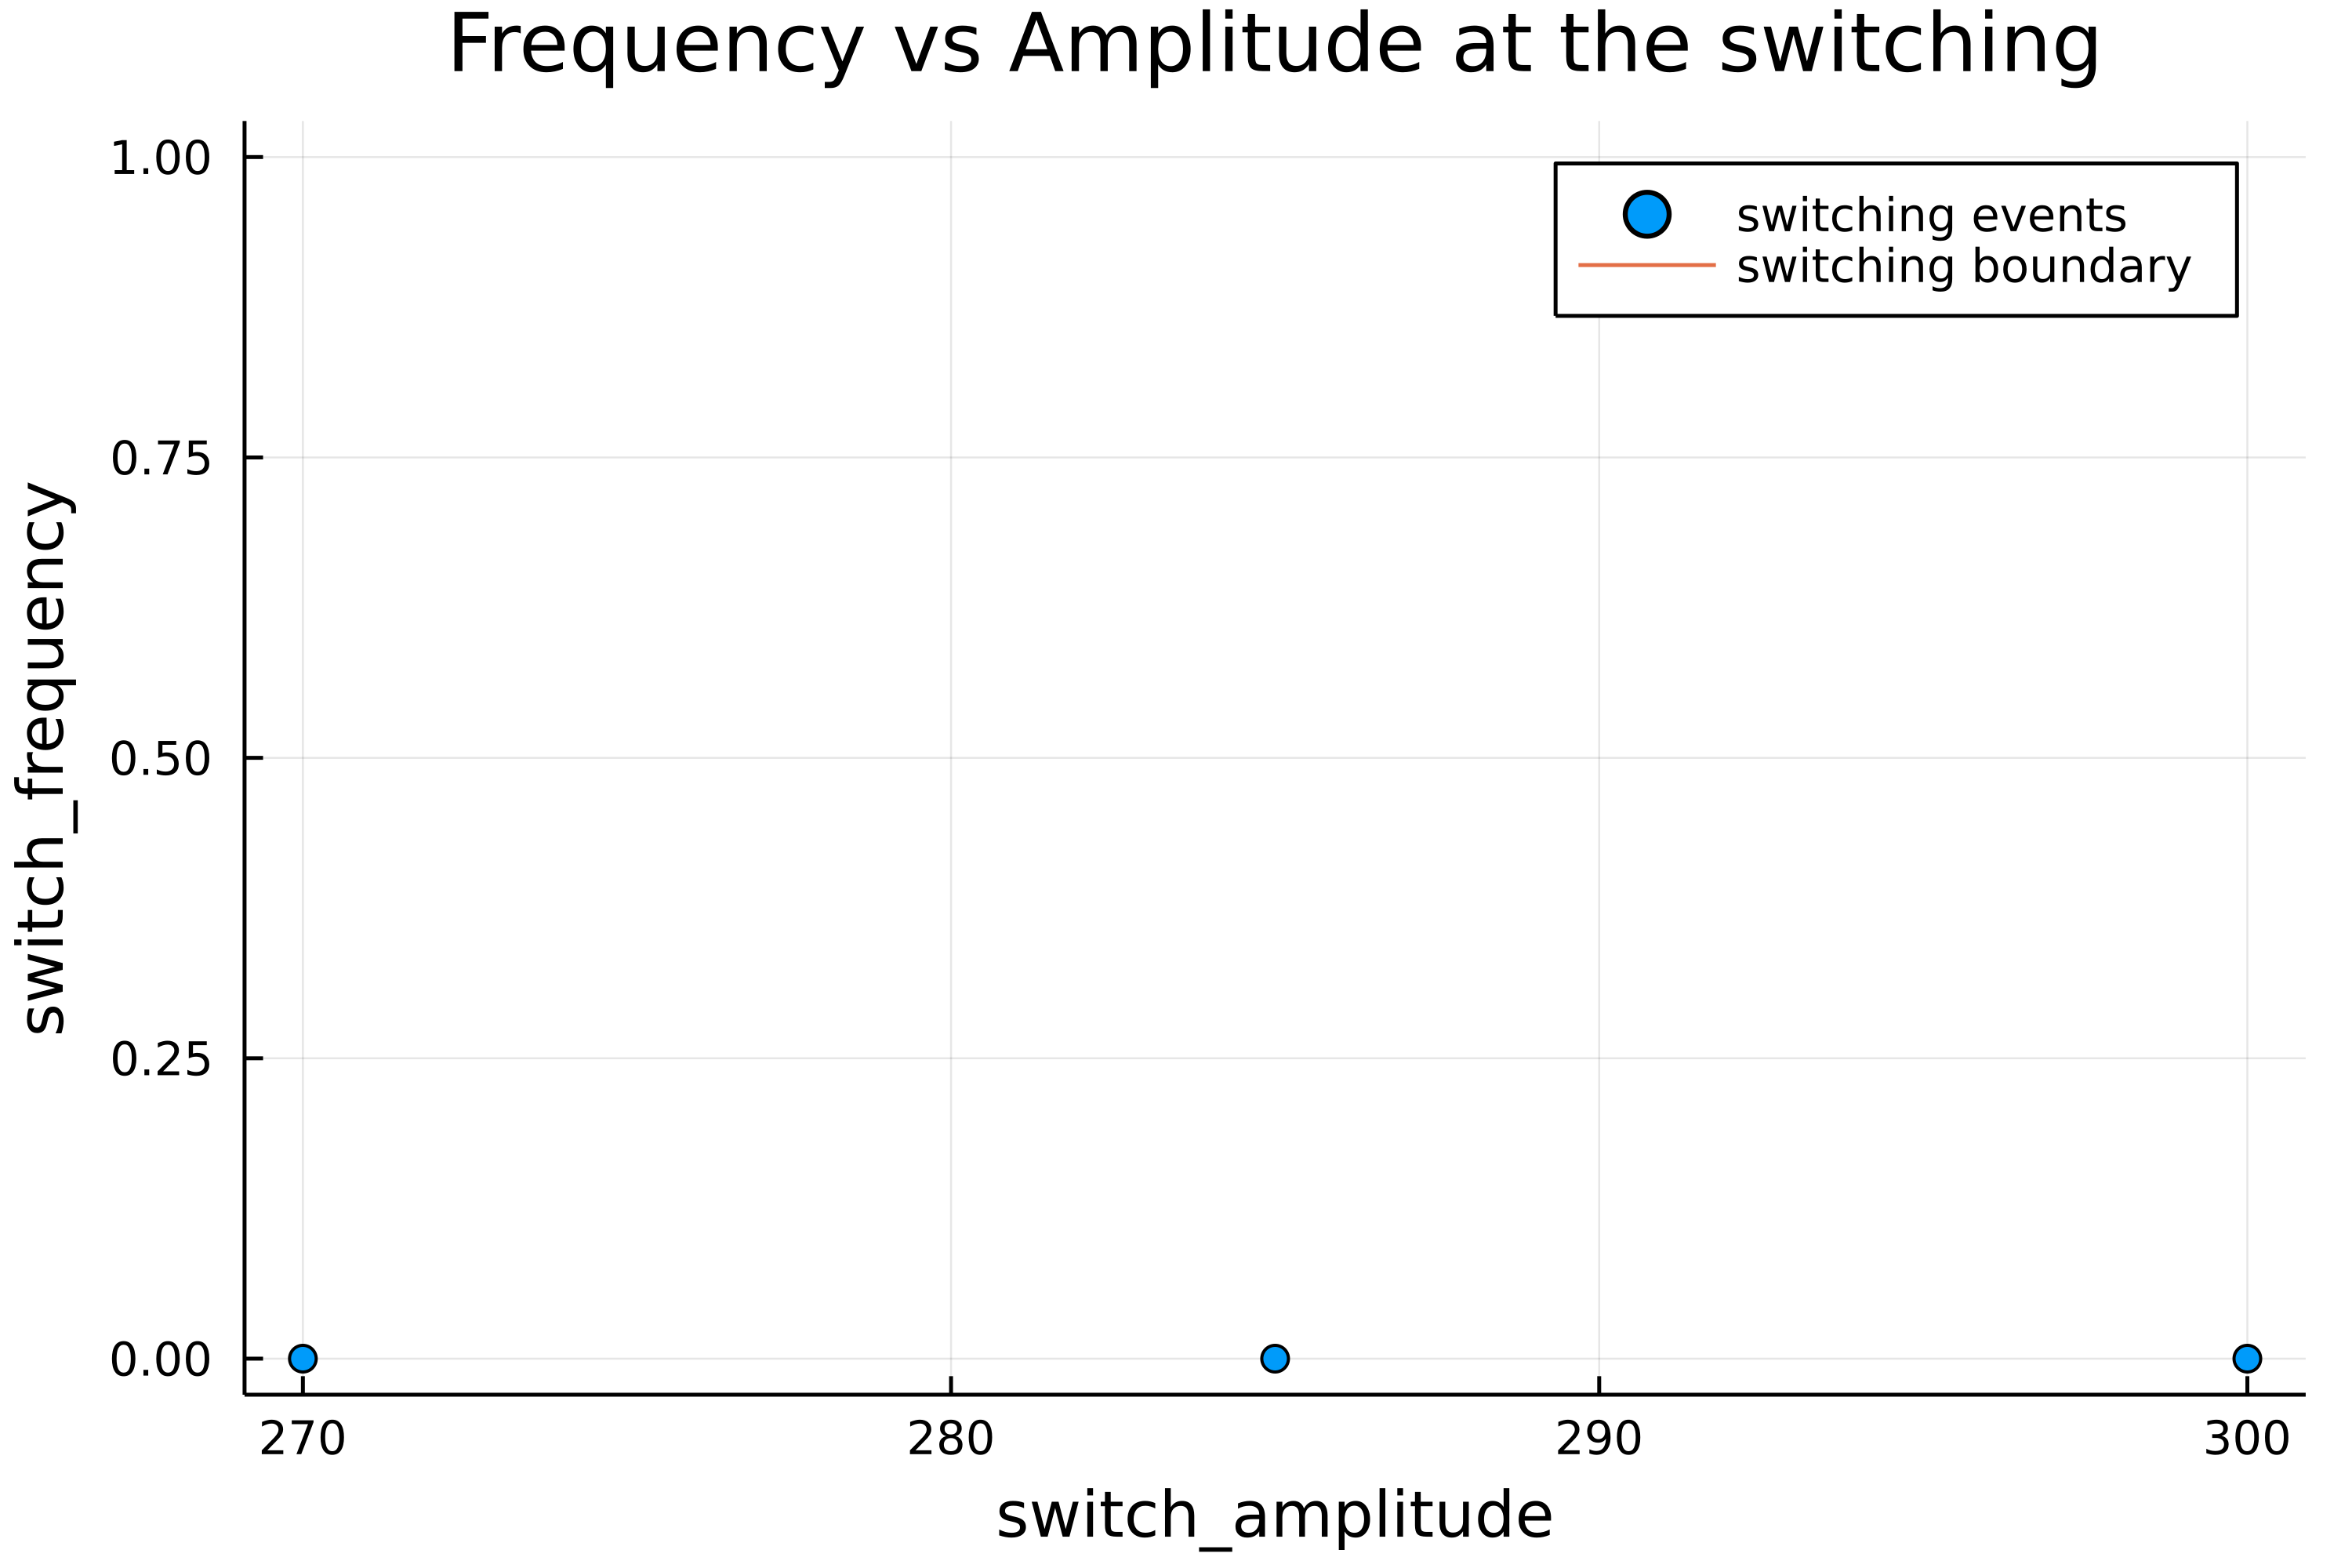 Frequency vs Amplitude at the switching
switching events
switching boundary
switch_frequency
1.00
0.75
0.50
0.25
0.00
270 280 290 300
switch_amplitude